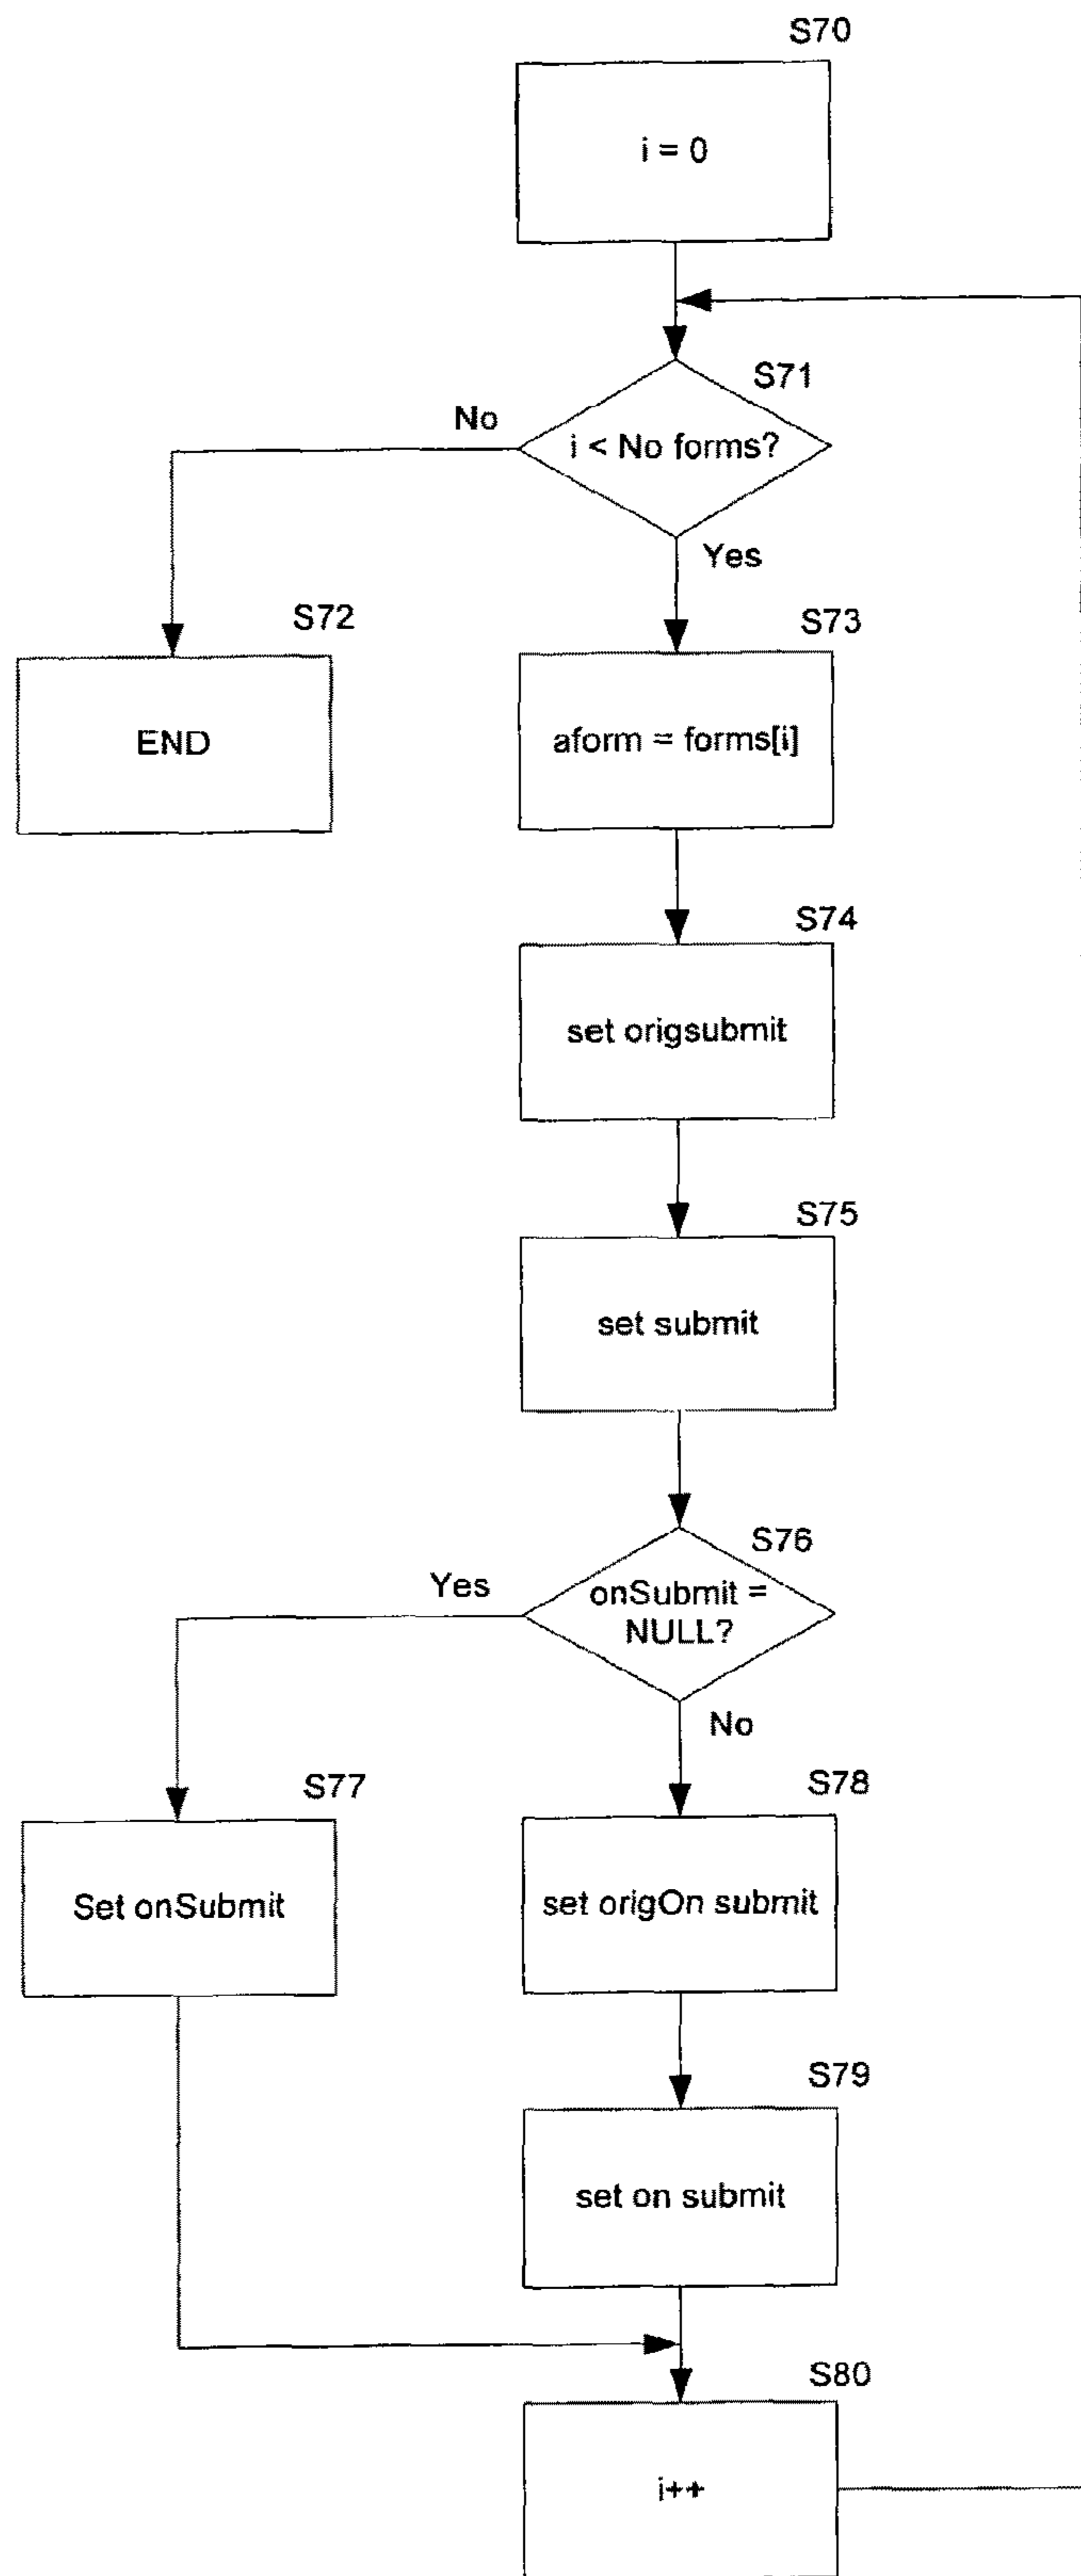 S70
i = 0
S71
No
i < No forms?
Yes
S72
S73
END
aform = forms[i]
S74
set origsubmit
S75
set submit
S76
Yes
onSubmit =
NULL?
No
S77
S78
Set onSubmit
set origOn submit
S79
set on submit
S80
i++